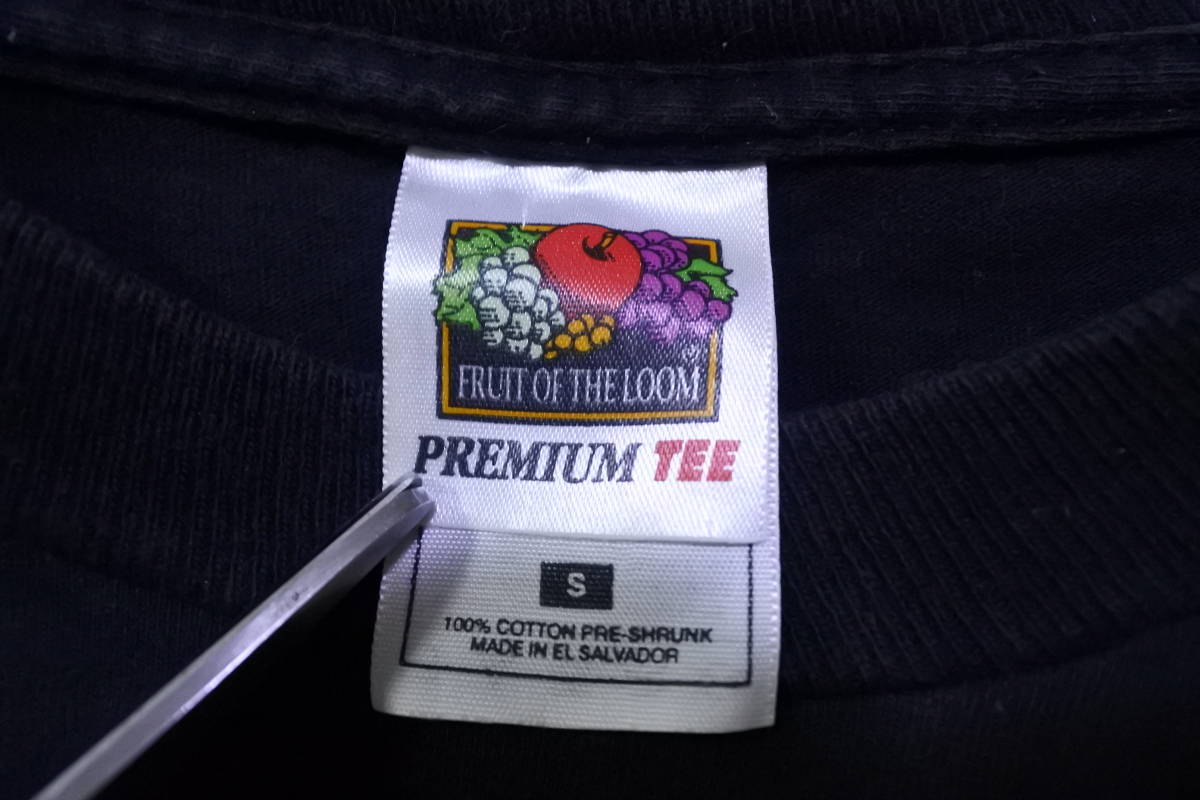 FRUIT OF THE LOOM®
PREMIUM TEE
S
100% COTTON PRE-SHRUNK
MADE IN EL SALVADOR